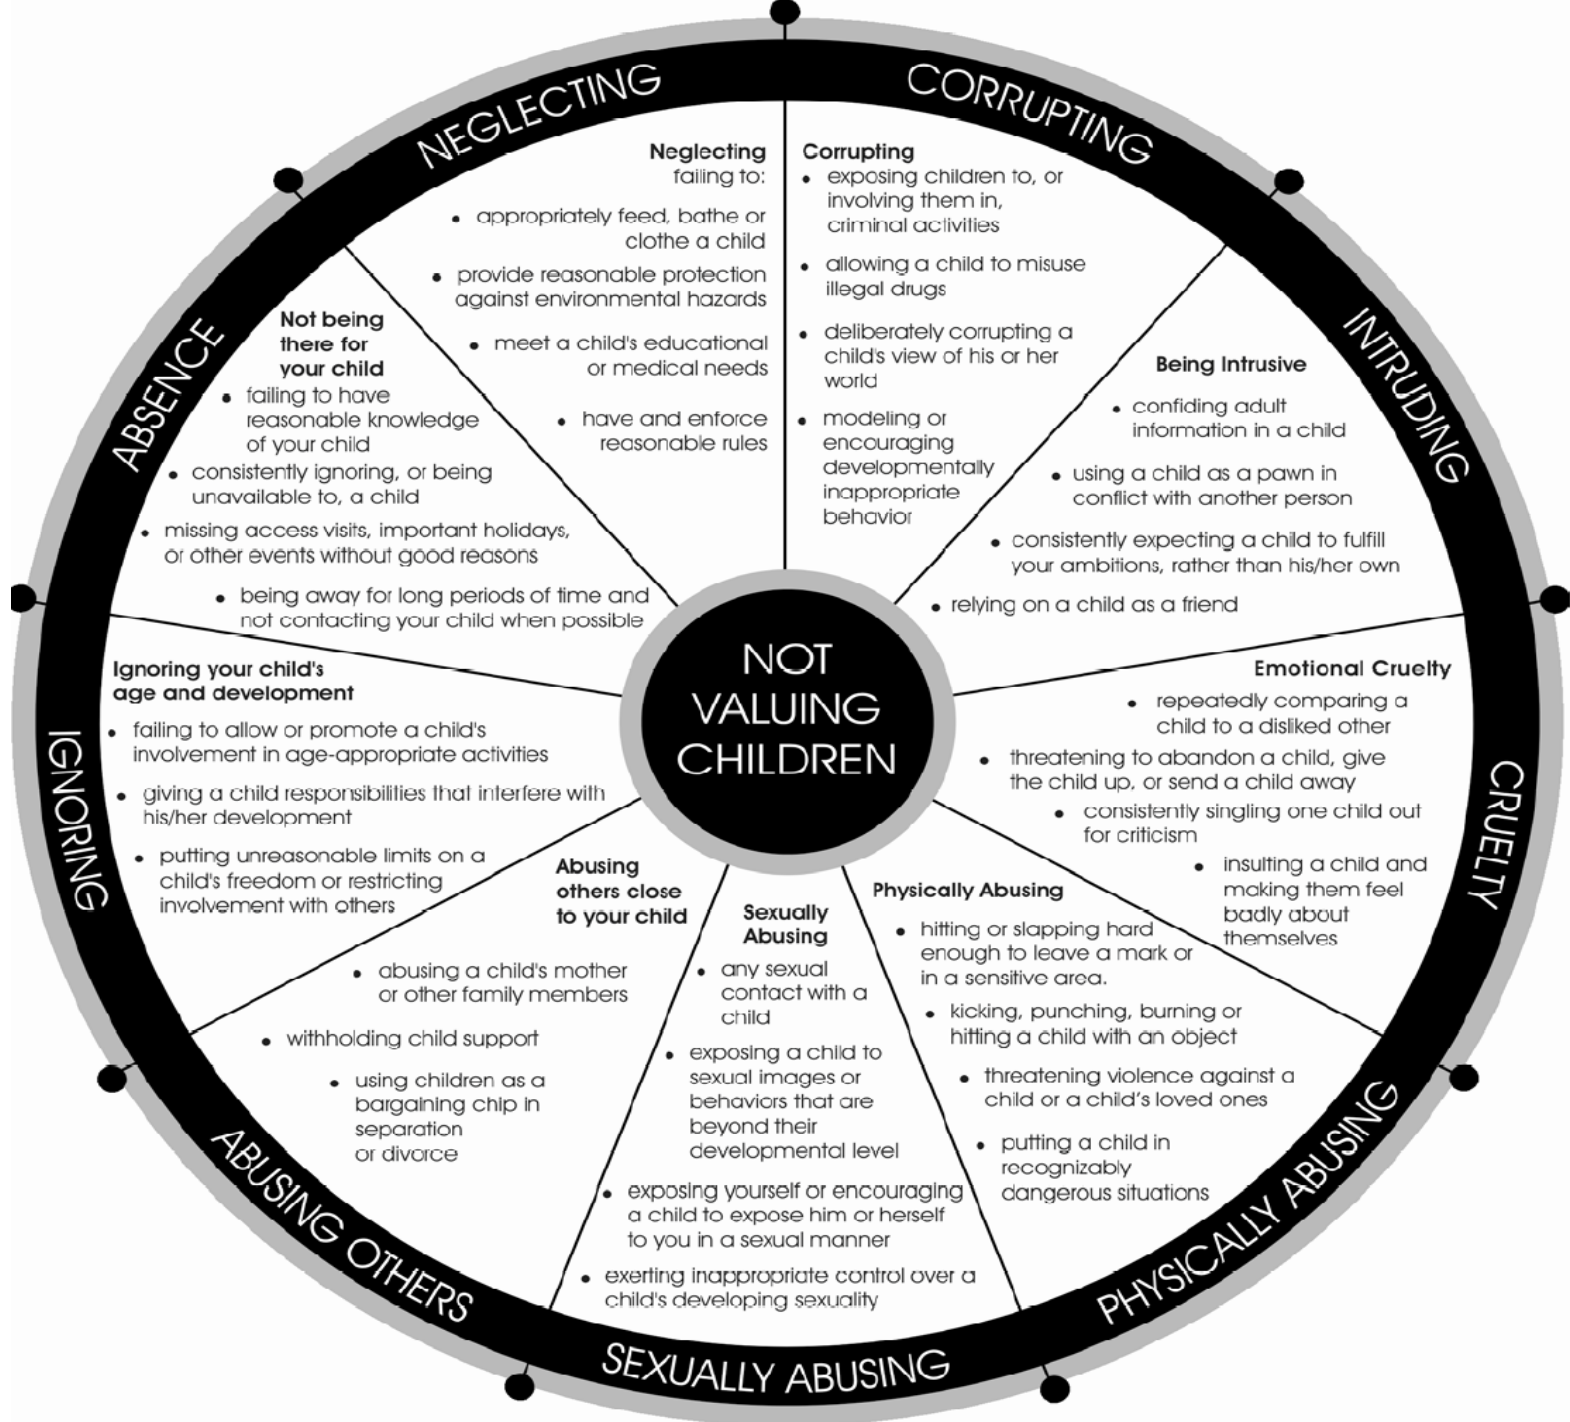 NEGLECTING
CORRUPTING
INTRUDING
CRUELTY
PHYSICALLY ABUSING
SEXUALLY ABUSING
ABUSING OTHERS
IGNORING
ABSENCE
NOT
VALUING
CHILDREN
Neglecting
failing to:
• appropriately feed, bathe or
clothe a child
• provide reasonable protection
against environmental hazards
• meet a child's educational
or medical needs
• have and enforce
reasonable rules
Corrupting
• exposing children to, or
involving them in,
criminal activities
• allowing a child to misuse
illegal drugs
• deliberately corrupting a
child's view of his or her
world
• modeling or
encouraging
developmentally
inappropriate
behavior
Being Intrusive
• confiding adult
information in a child
• using a child as a pawn in
conflict with another person
• consistently expecting a child to fulfill
your ambitions, rather than his/her own
• relying on a child as a friend
Emotional Cruelty
• repeatedly comparing a
child to a disliked other
• threatening to abandon a child, give
the child up, or send a child away
• consistently singling one child out
for criticism
• insulting a child and
making them feel
badly about
themselves
Physically Abusing
• hitting or slapping hard
enough to leave a mark or
in a sensitive area.
• kicking, punching, burning or
hitting a child with an object
• threatening violence against a
child or a child's loved ones
• putting a child in
recognizably
dangerous situations
Sexually
Abusing
• any sexual
contact with a
child
• exposing a child to
sexual images or
behaviors that are
beyond their
developmental level
• exposing yourself or encouraging
a child to expose him or herself
to you in a sexual manner
• exerting inappropriate control over a
child's developing sexuality
Abusing
others close
to your child
• abusing a child's mother
or other family members
• withholding child support
• using children as a
bargaining chip in
separation
or divorce
Ignoring your child's
age and development
• failing to allow or promote a child's
involvement in age-appropriate activities
• giving a child responsibilities that interfere with
his/her development
• putting unreasonable limits on a
child's freedom or restricting
involvement with others
Not being
there for
your child
• failing to have
reasonable knowledge
of your child
• consistently ignoring, or being
unavailable to, a child
• missing access visits, important holidays,
or other events without good reasons
• being away for long periods of time and
not contacting your child when possible